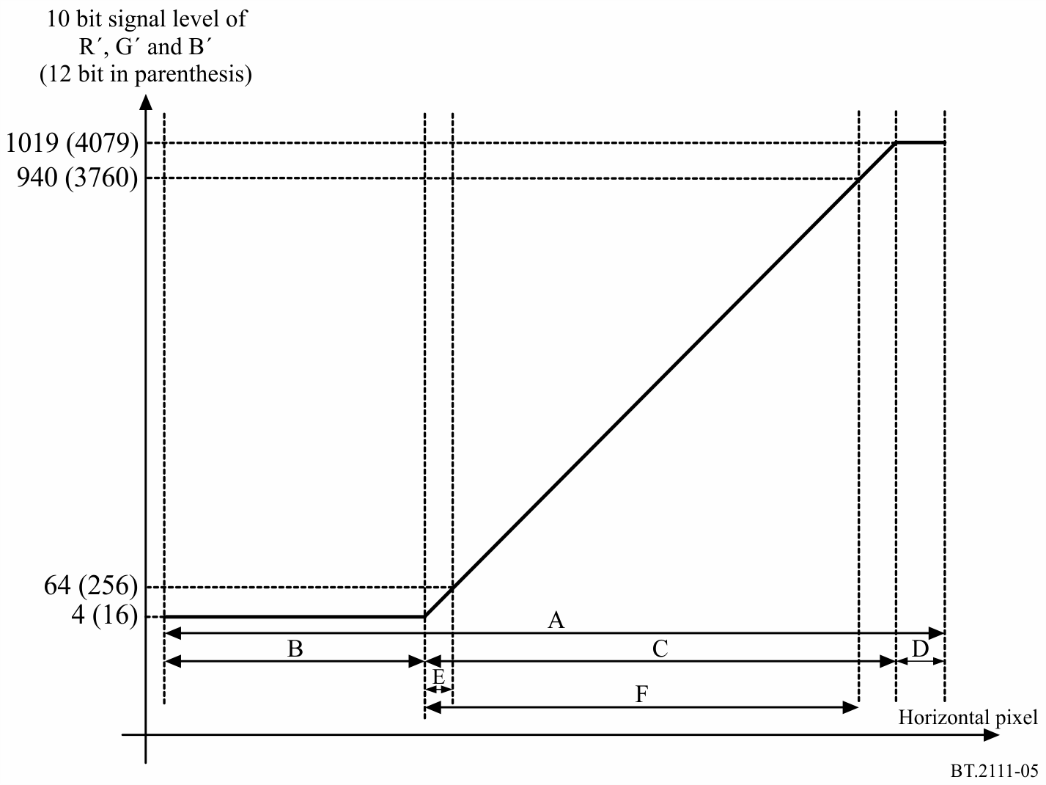 10 bit signal level of
R´, G´ and B´
(12 bit in parenthesis)
1019 (4079)
940 (3760)
64 (256)
4 (16)
A
B
C
D
E
F
Horizontal pixel
BT.2111-05